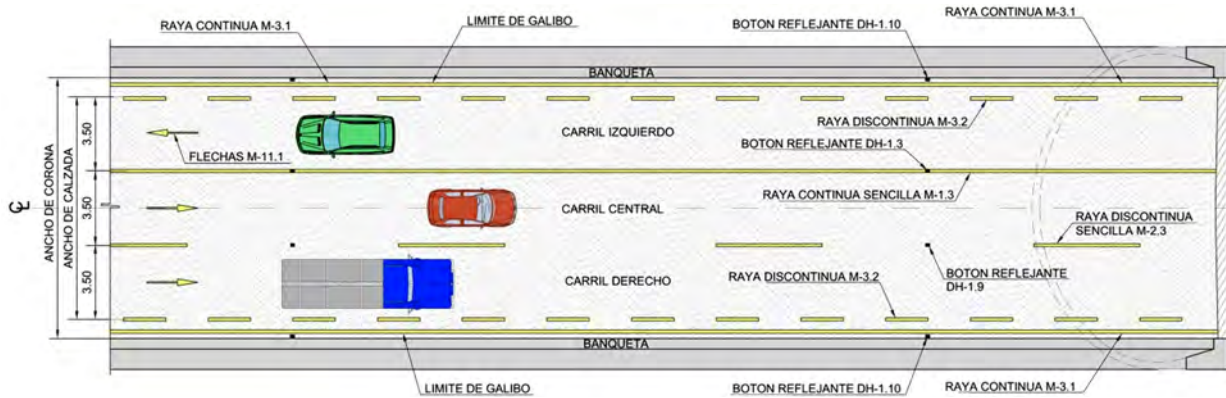 RAYA CONTINUA M-3.1
LIMITE DE GALIBO
BOTON REFLEJANTE DH-1.10
RAYA CONTINUA M-3.1
BANQUETA
RAYA DISCONTINUA M-3.2
CARRIL IZQUIERDO
BOTON REFLEJANTE DH-1.3
FLECHAS M-11.1
RAYA CONTINUA SENCILLA M-1.3
ANCHO DE CORONA
ANCHO DE CALZADA
3.50
3.50
3.50
CL
CARRIL CENTRAL
RAYA DISCONTINUA
SENCILLA M-2.3
CARRIL DERECHO
RAYA DISCONTINUA M-3.2
BOTON REFLEJANTE
DH-1.9
BANQUETA
LIMITE DE GALIBO
BOTON REFLEJANTE DH-1.10
RAYA CONTINUA M-3.1